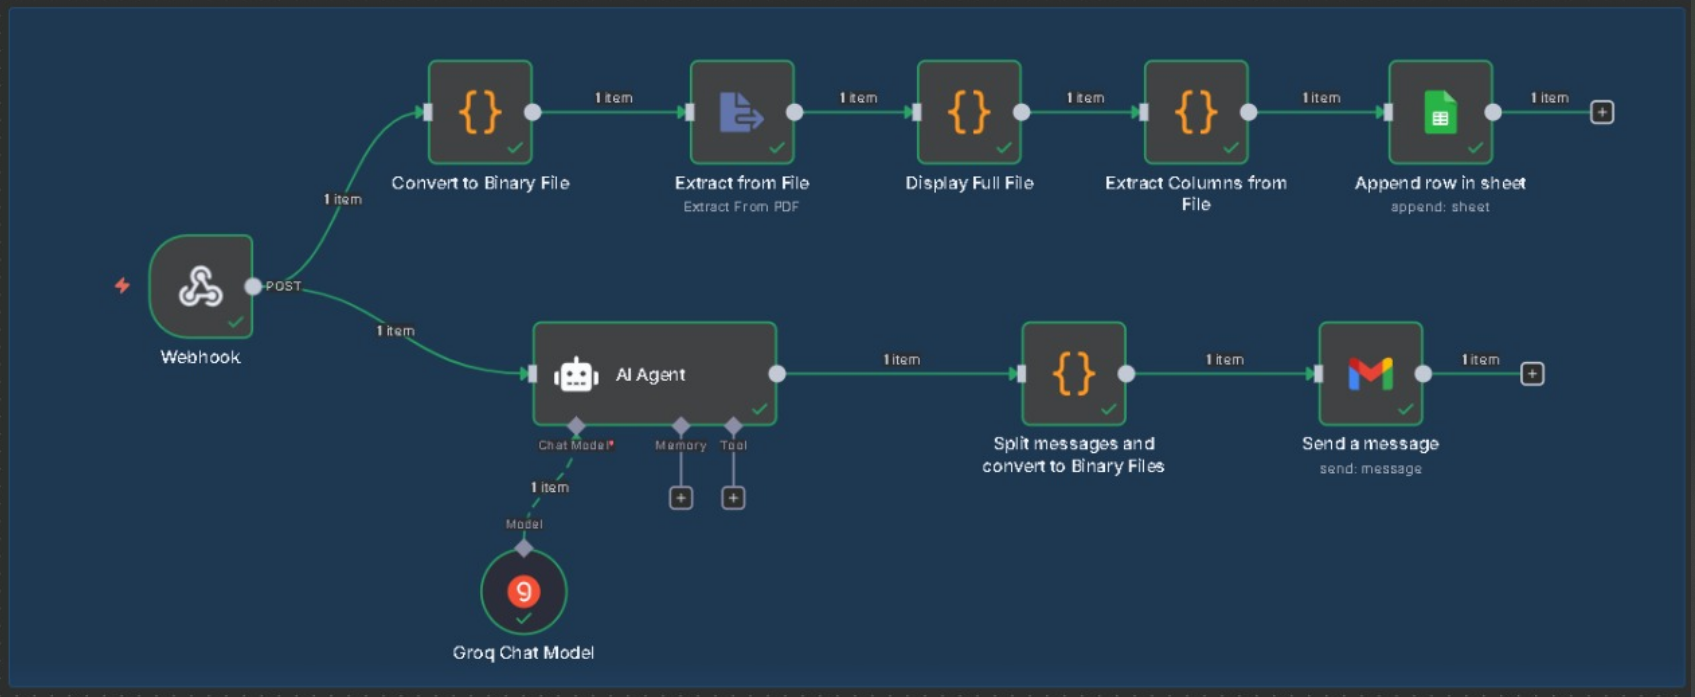 1 item
1 item
1 item
1 item
1 item
Convert to Binary File
Extract from File
Extract From PDF
Display Full File
Extract Columns from
File
Append row in sheet
append: sheet
1 item
POST
Webhook
1 item
AI Agent
1 item
1 item
1 item
Chat Model*
Memory
Tool
Split messages and
convert to Binary Files
Send a message
send: message
1 item
Model
Groq Chat Model